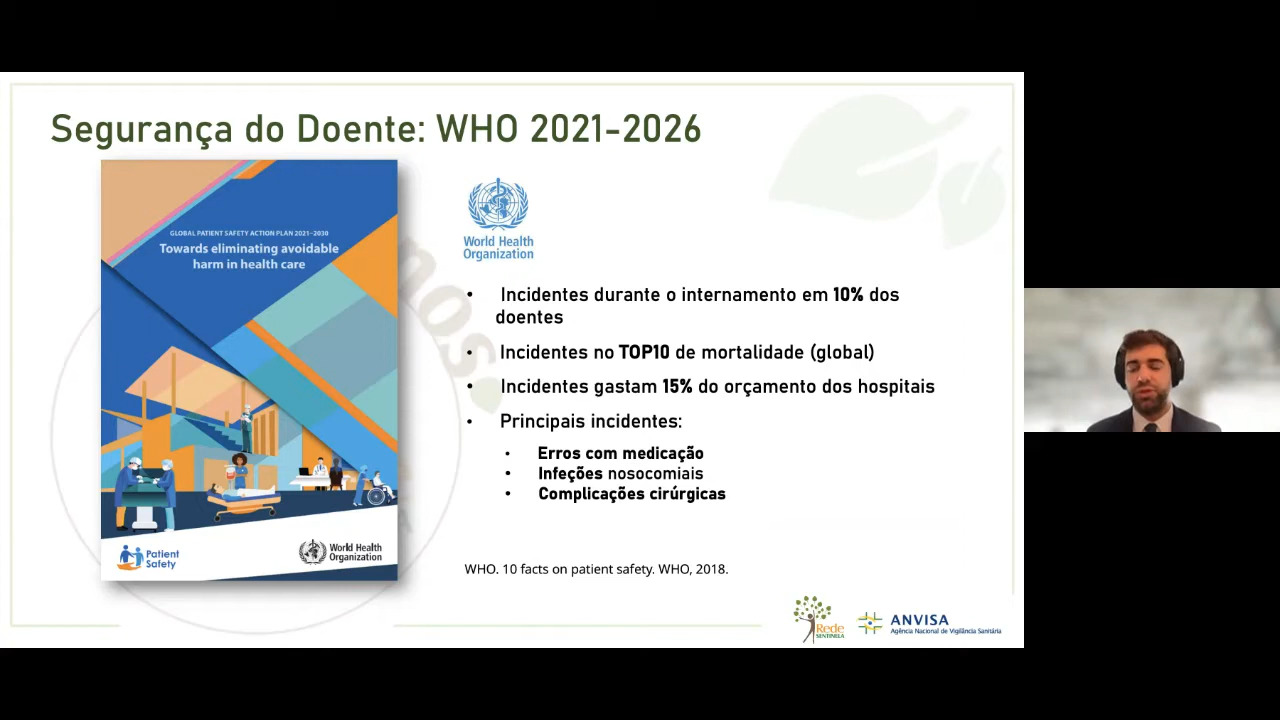 Segurança do Doente: WHO 2021-2026
GLOBAL PATIENT SAFETY ACTION PLAN 2021–2030
Towards eliminating avoidable
harm in health care
Patient
Safety
World Health
Organization
World Health
Organization
• Incidentes durante o internamento em 10% dos
doentes
• Incidentes no TOP10 de mortalidade (global)
• Incidentes gastam 15% do orçamento dos hospitais
• Principais incidentes:
• Erros com medicação
• Infeções nosocomiais
• Complicações cirúrgicas
WHO. 10 facts on patient safety. WHO, 2018.
nós
Rede
SENTINELA
ANVISA
Agência Nacional de Vigilância Sanitária